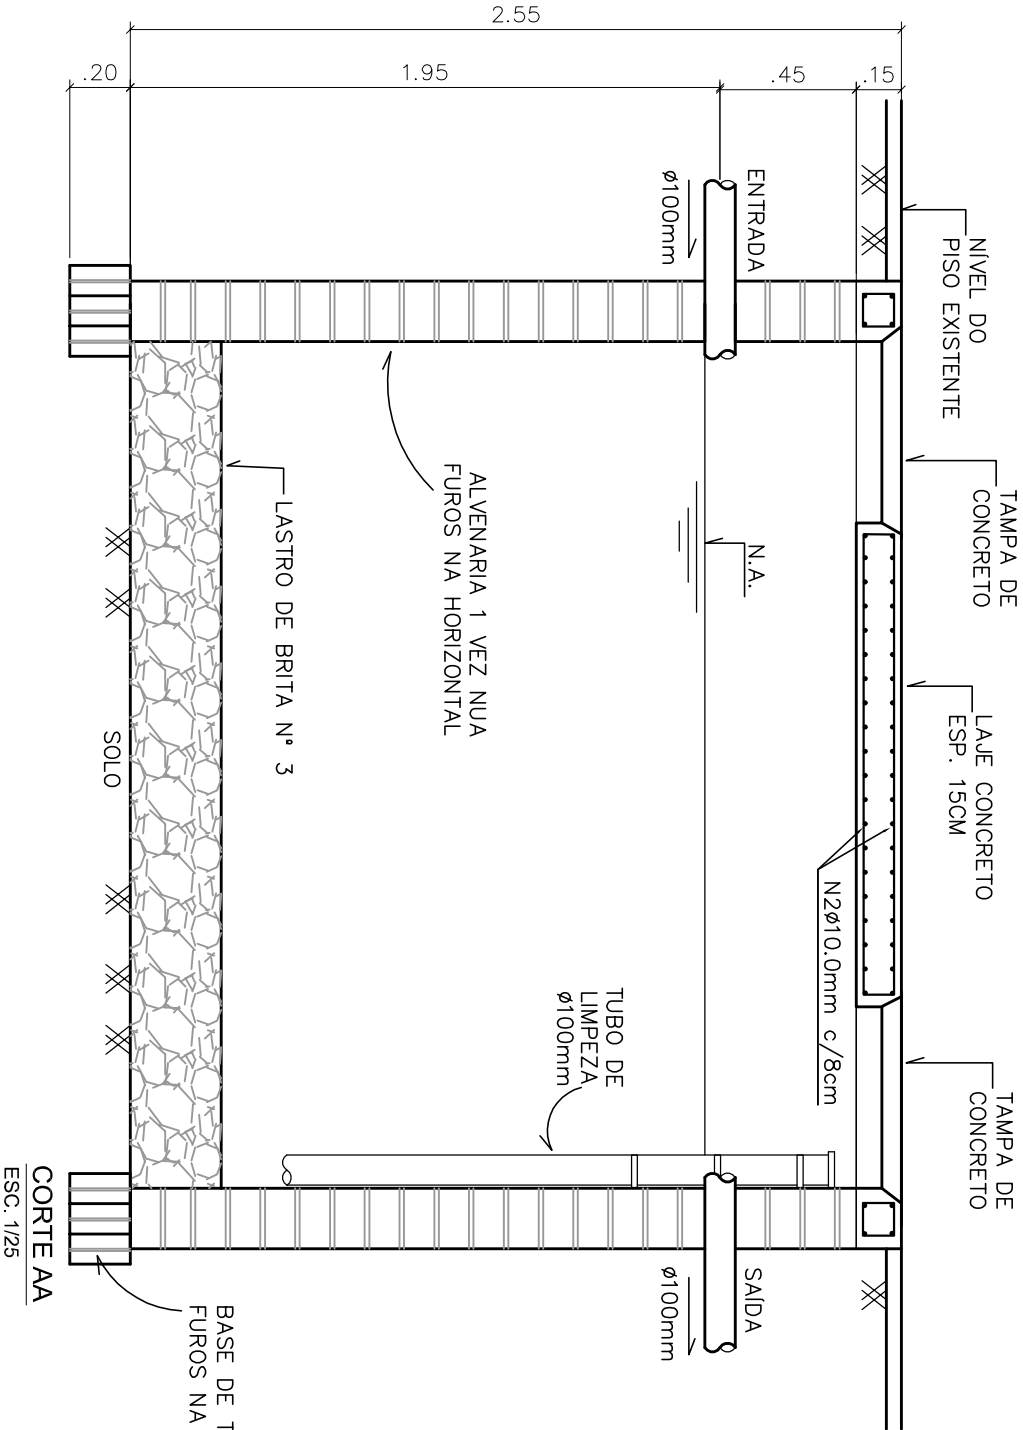 NÍVEL DO
PISO EXISTENTE
TAMPA DE
CONCRETO
LAJE CONCRETO
ESP. 15CM
TAMPA DE
CONCRETO
2.55
.15
.45
1.95
.20
ENTRADA
ø100mm
N.A.
N2ø10.0mm c/8cm
ALVENARIA 1 VEZ NUA
FUROS NA HORIZONTAL
LASTRO DE BRITA N° 3
TUBO DE
LIMPEZA
ø100mm
SAÍDA
ø100mm
SOLO
BASE DE T
FUROS NA
CORTE AA
ESC. 1/25